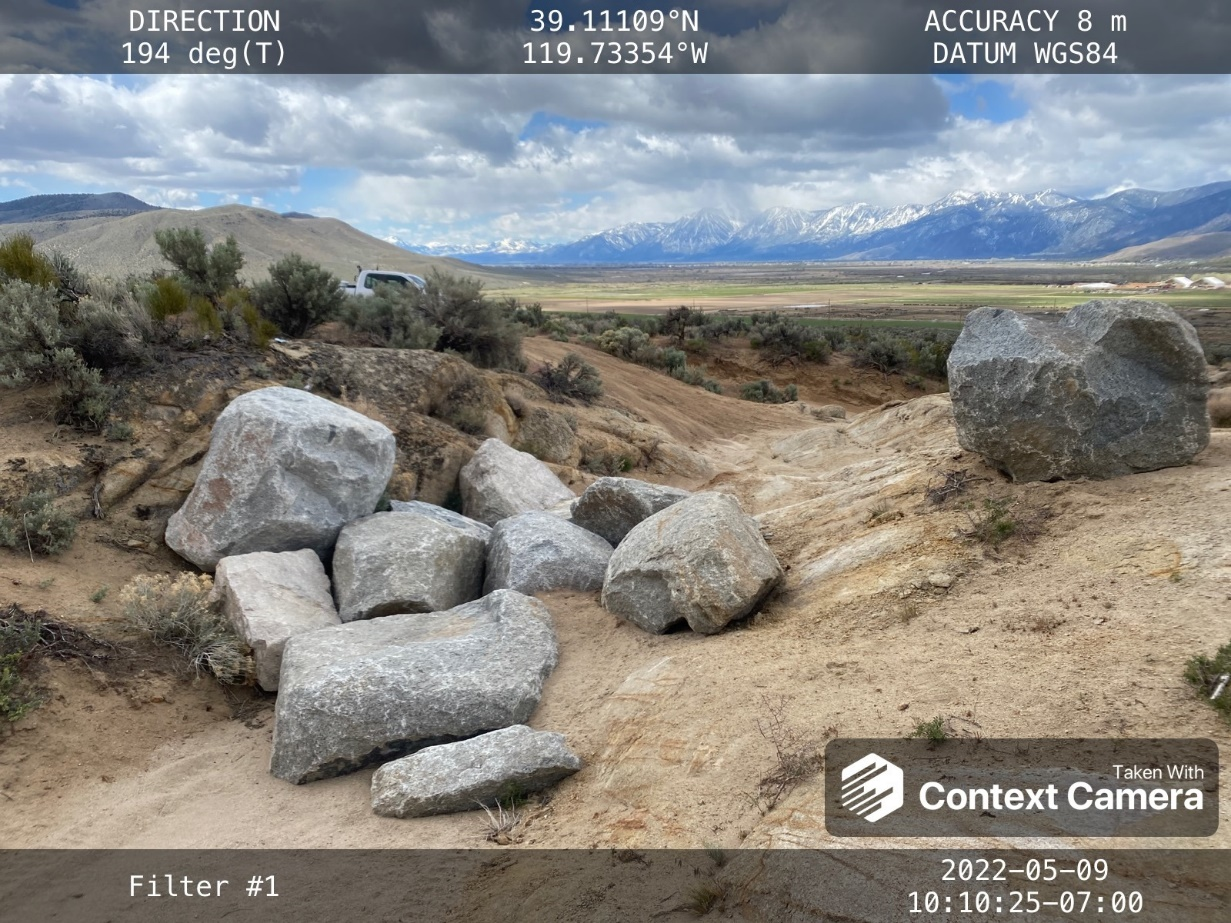 DIRECTION
194 deg(T)
39.11109°N
119.73354°W
ACCURACY 8 m
DATUM WGS84
Taken With
Context Camera
Filter #1
2022-05-09
10:10:25-07:00